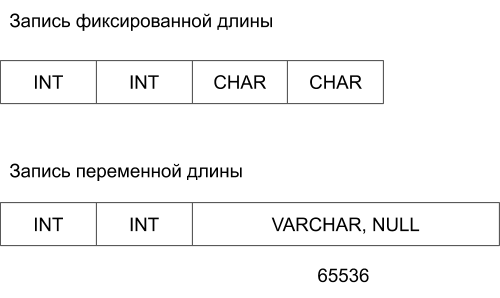 Запись фиксированной длины
INT INT CHAR CHAR
Запись переменной длины
INT INT VARCHAR, NULL
65536